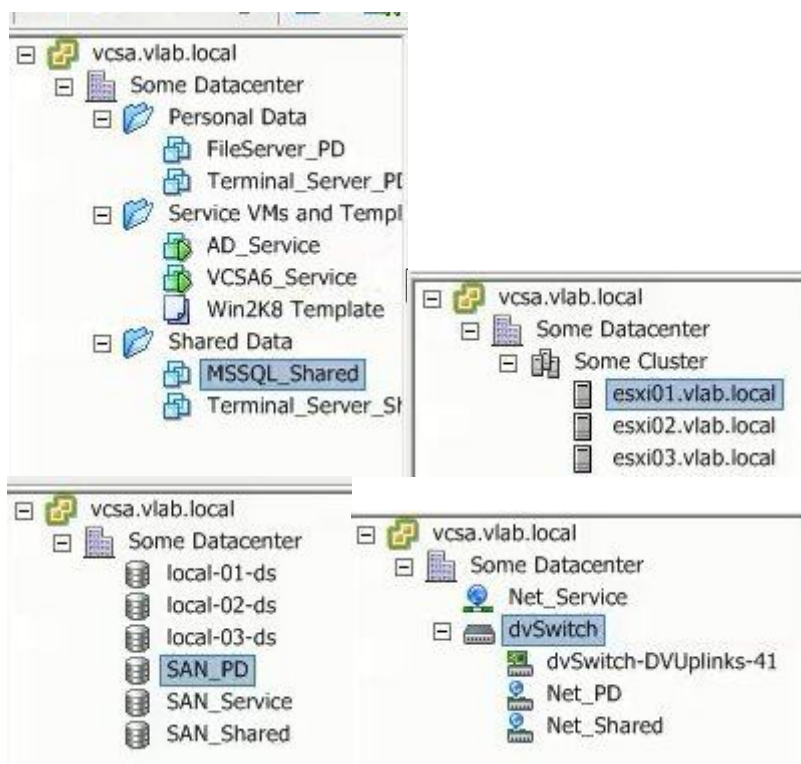 vcsa.vlab.local
Some Datacenter
Personal Data
FileServer_PD
Terminal_Server_P
Service VMs and Templ
AD_Service
VCSA6_Service
Win2K8 Template
Shared Data
MSSQL_Shared
Terminal_Server_S
vcsa.vlab.local
Some Datacenter
Some Cluster
esxi01.vlab.local
esxi02.vlab.local
esxi03.vlab.local
vcsa.vlab.local
Some Datacenter
local-01-ds
local-02-ds
local-03-ds
SAN_PD
SAN_Service
SAN_Shared
vcsa.vlab.local
Some Datacenter
Net_Service
dvSwitch
dvSwitch-DVUplinks-41
Net_PD
Net_Shared